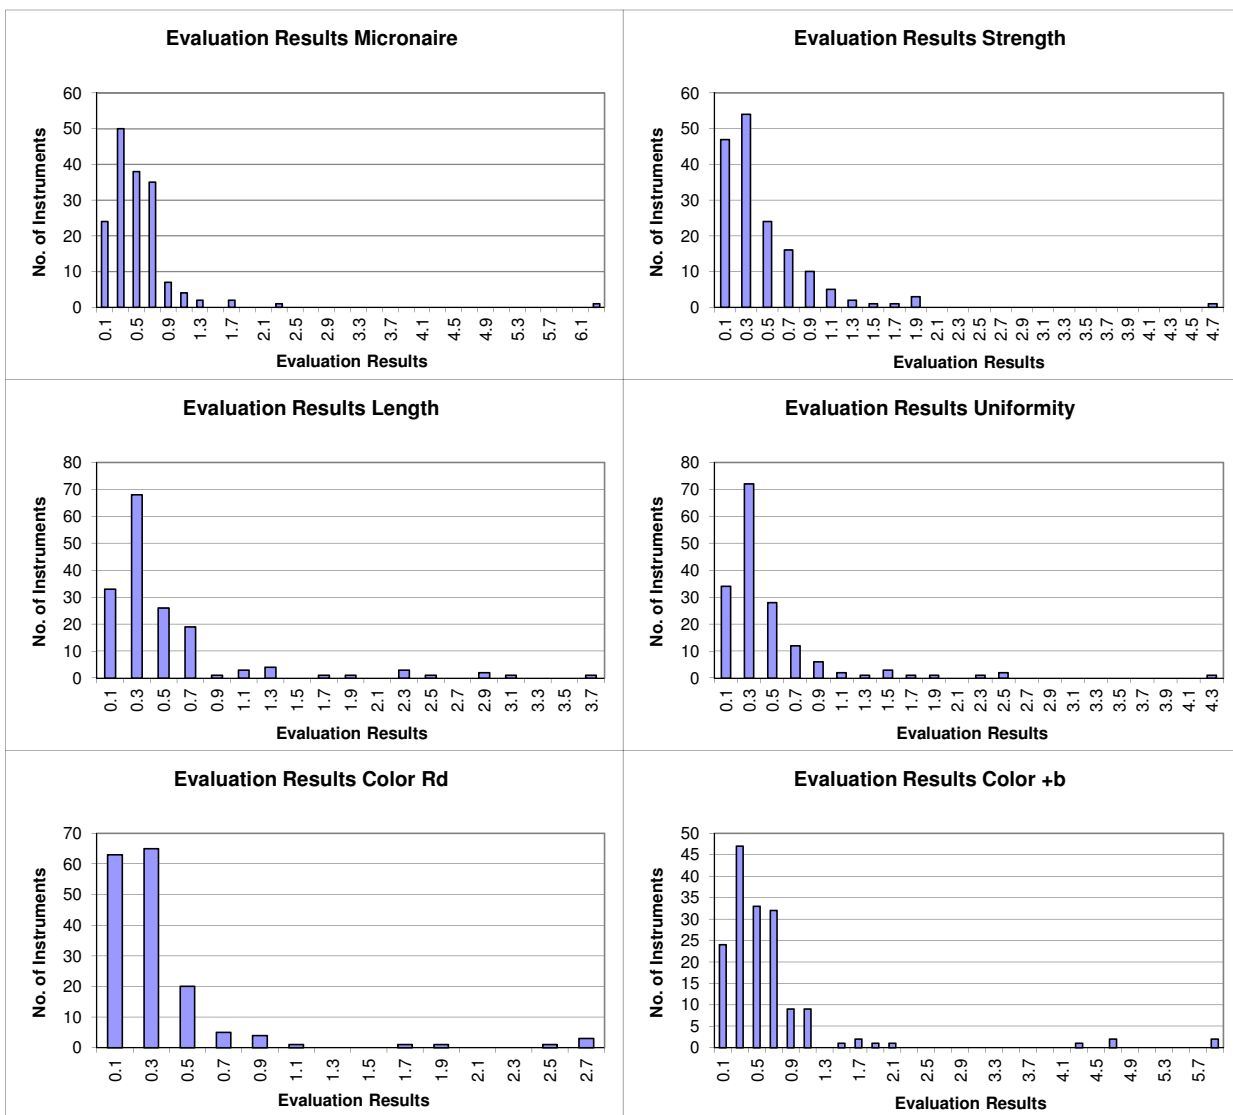 Evaluation Results Micronaire
No. of Instruments
60
50
40
30
20
10
0
0.1 0.5 0.9 1.3 1.7 2.1 2.5 2.9 3.3 3.7 4.1 4.5 4.9 5.3 5.7 6.1
Evaluation Results
Evaluation Results Strength
No. of Instruments
60
50
40
30
20
10
0
0.1 0.3 0.5 0.7 0.9 1.1 1.3 1.5 1.7 1.9 2.1 2.3 2.5 2.7 2.9 3.1 3.3 3.5 3.7 3.9 4.1 4.3 4.5 4.7
Evaluation Results
Evaluation Results Length
No. of Instruments
80
70
60
50
40
30
20
10
0
0.1 0.3 0.5 0.7 0.9 1.1 1.3 1.5 1.7 1.9 2.1 2.3 2.5 2.7 2.9 3.1 3.3 3.5 3.7
Evaluation Results
Evaluation Results Uniformity
No. of Instruments
80
70
60
50
40
30
20
10
0
0.1 0.3 0.5 0.7 0.9 1.1 1.3 1.5 1.7 1.9 2.1 2.3 2.5 2.7 2.9 3.1 3.3 3.5 3.7 3.9 4.1 4.3
Evaluation Results
Evaluation Results Color Rd
No. of Instruments
70
60
50
40
30
20
10
0
0.1 0.3 0.5 0.7 0.9 1.1 1.3 1.5 1.7 1.9 2.1 2.3 2.5 2.7
Evaluation Results
Evaluation Results Color +b
No. of Instruments
50
45
40
35
30
25
20
15
10
5
0
0.1 0.5 0.9 1.3 1.7 2.1 2.5 2.9 3.3 3.7 4.1 4.5 4.9 5.3 5.7
Evaluation Results